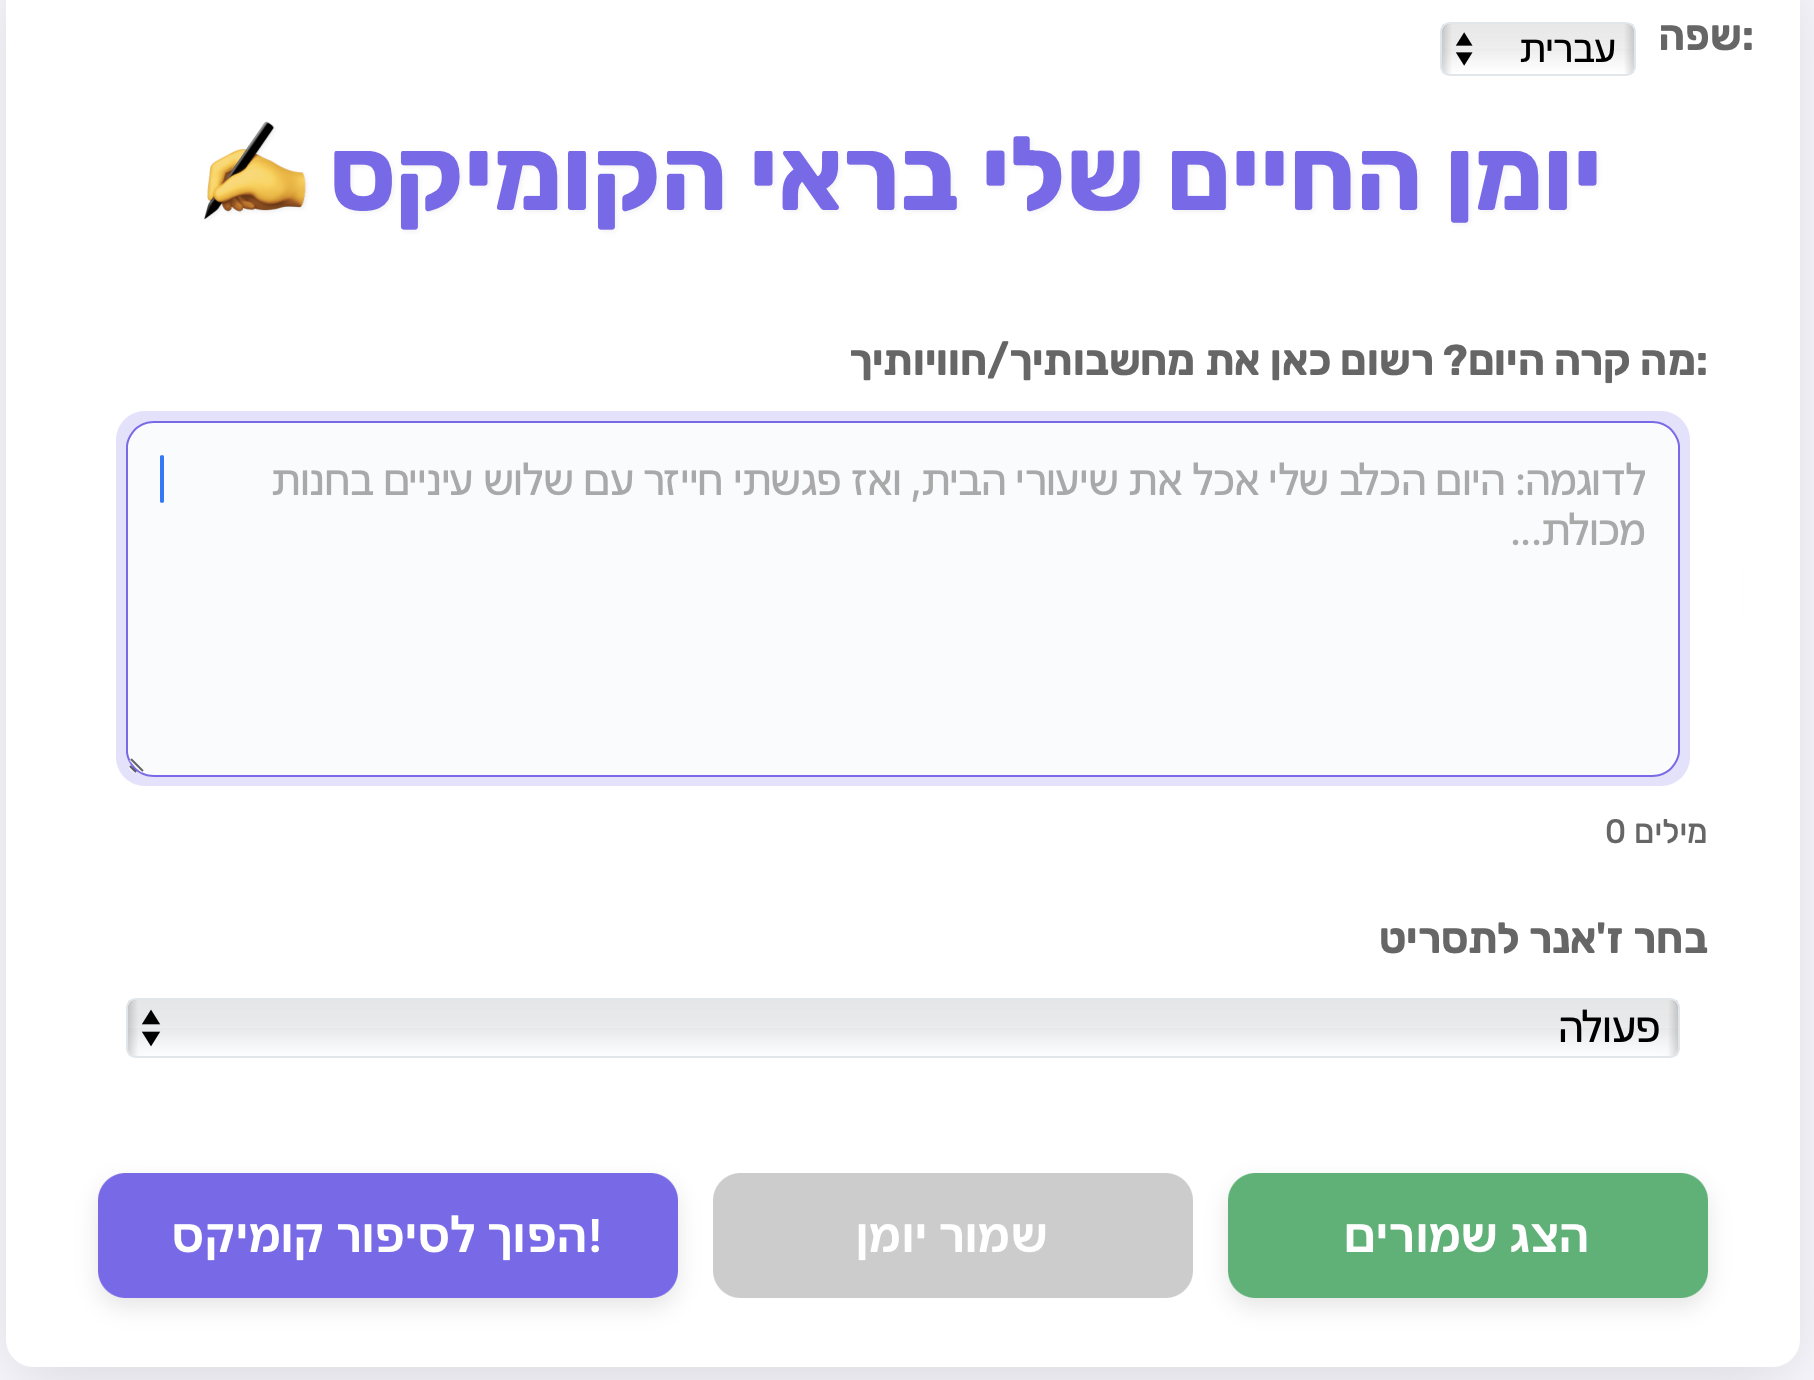 שפה:
עברית
יומן החיים שלי בראי הקומיקס ✍️
:מה קרה היום? רשום כאן את מחשבותיך/חוויותיך
לדוגמה: היום הכלב שלי אכל את שיעורי הבית, ואז פגשתי חייזר עם שלוש עיניים בחנות
מכולת...
מילים 0
בחר ז'אנר לתסריט
פעולה
הצג שמורים
שמור יומן
!הפוך לסיפור קומיקס